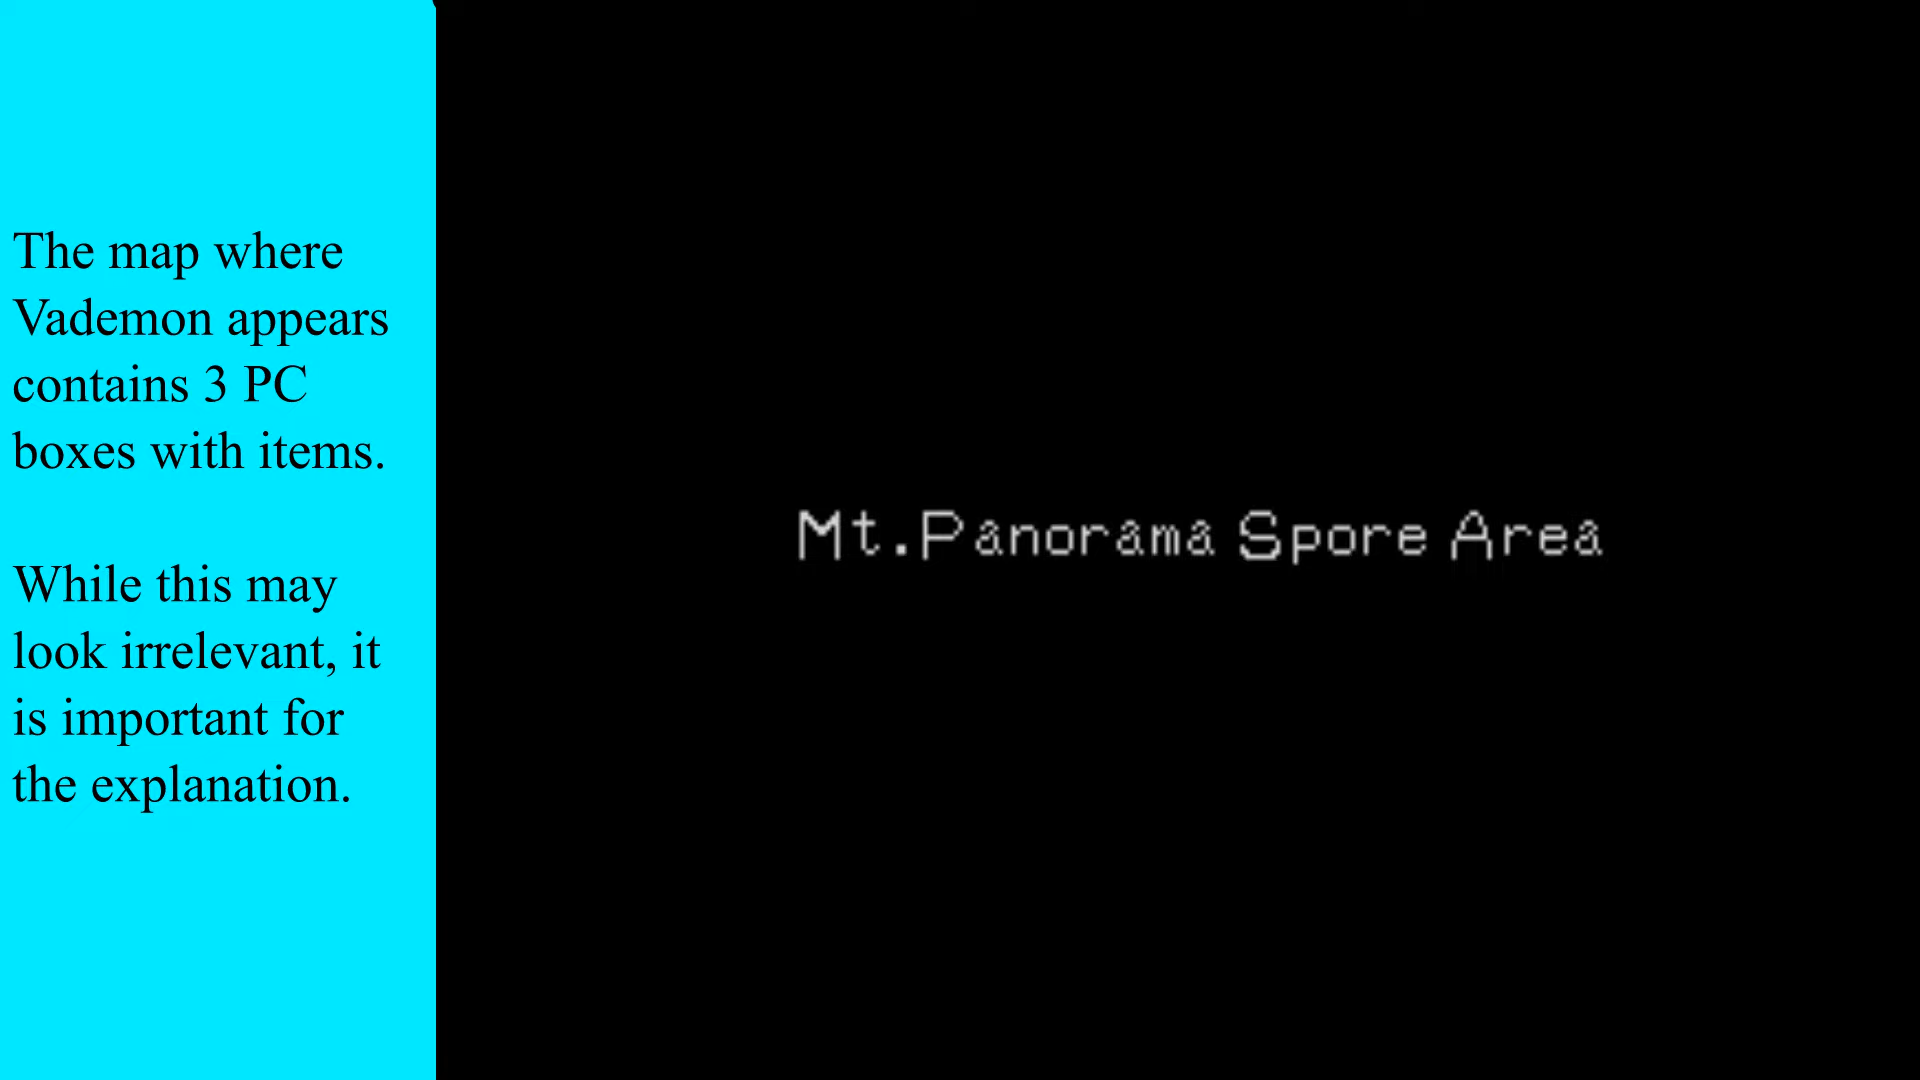 The map where
Vademon appears
contains 3 PC
boxes with items.
While this may
look irrelevant, it
is important for
the explanation.
Mt.Panorama Spore Area